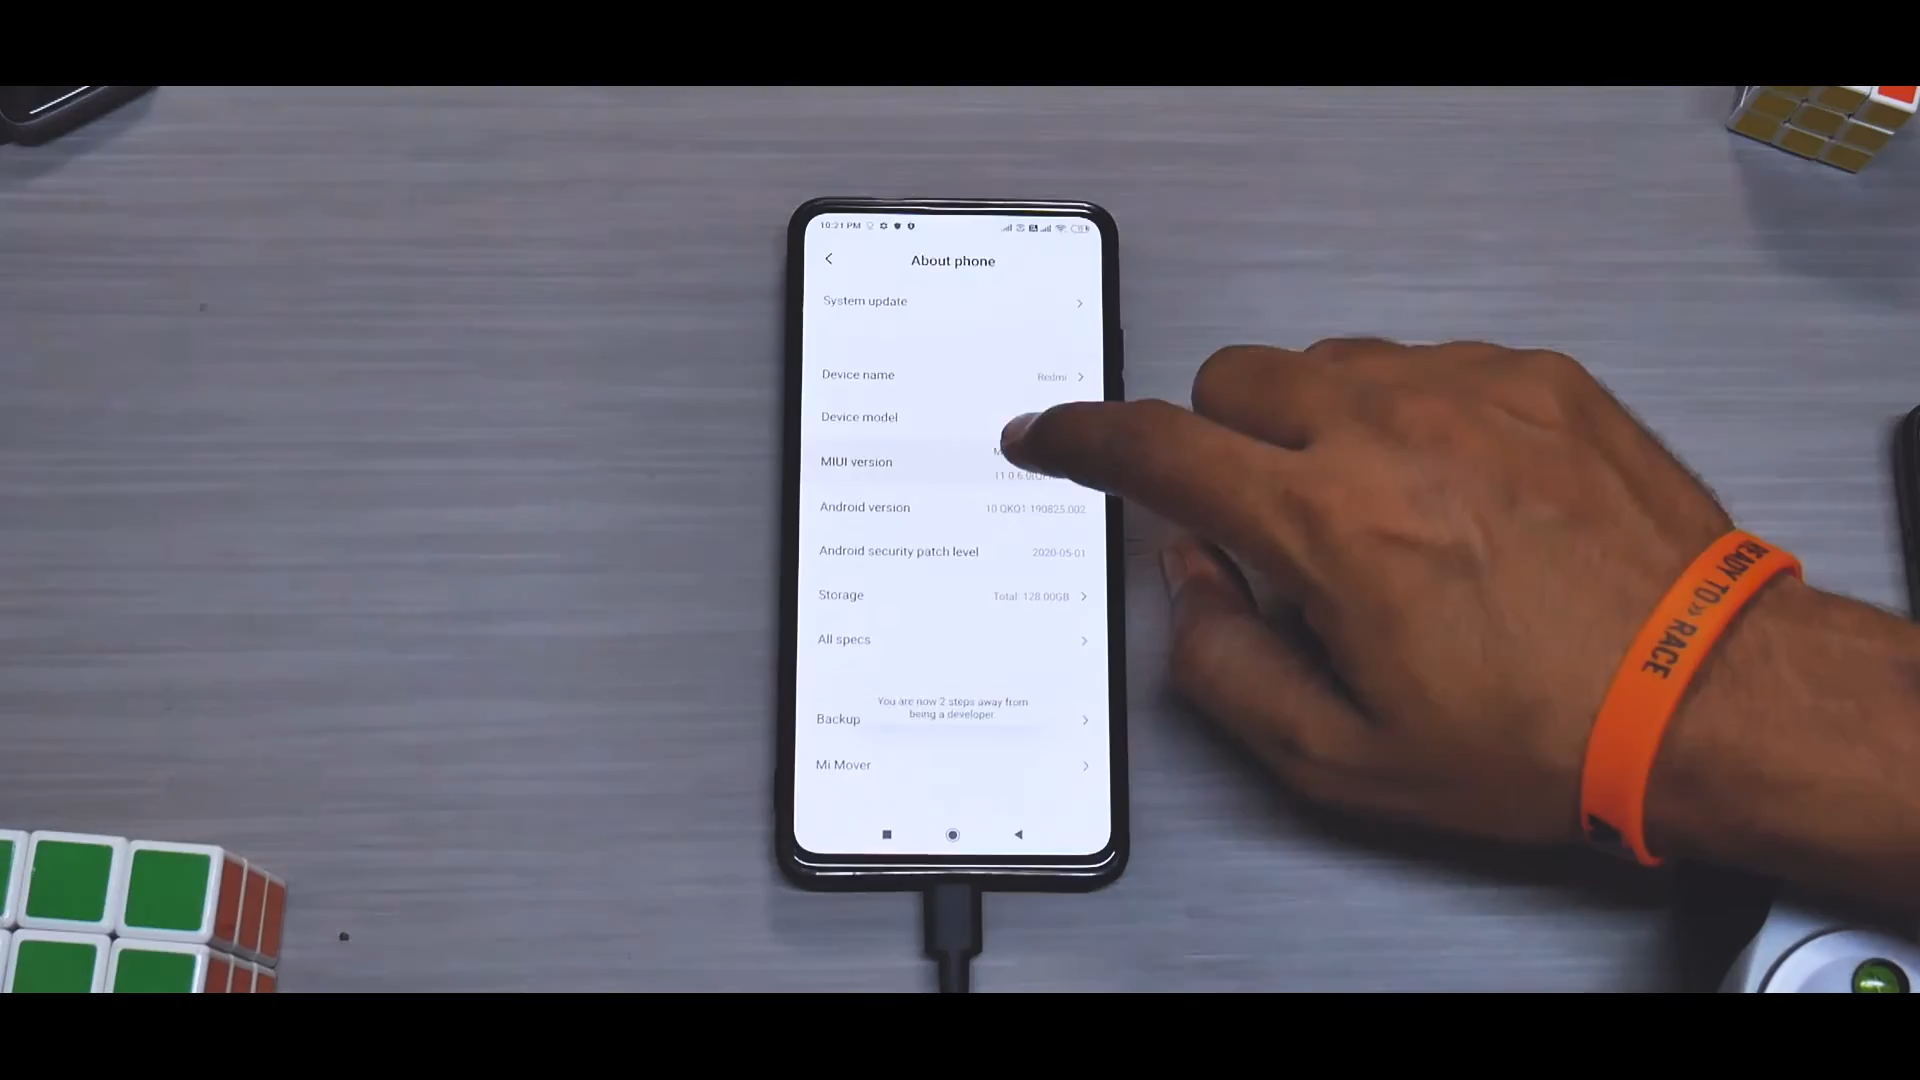 10:21 PM
About phone
System update
Device name Redmi
Device model
MIUI version
Android version 10 QKQ1.190825.002
Android security patch level 2020-05-01
Storage Total: 128.00GB
All specs
You are now 2 steps away from
being a developer.
Backup
Mi Mover
READY TO» RACE